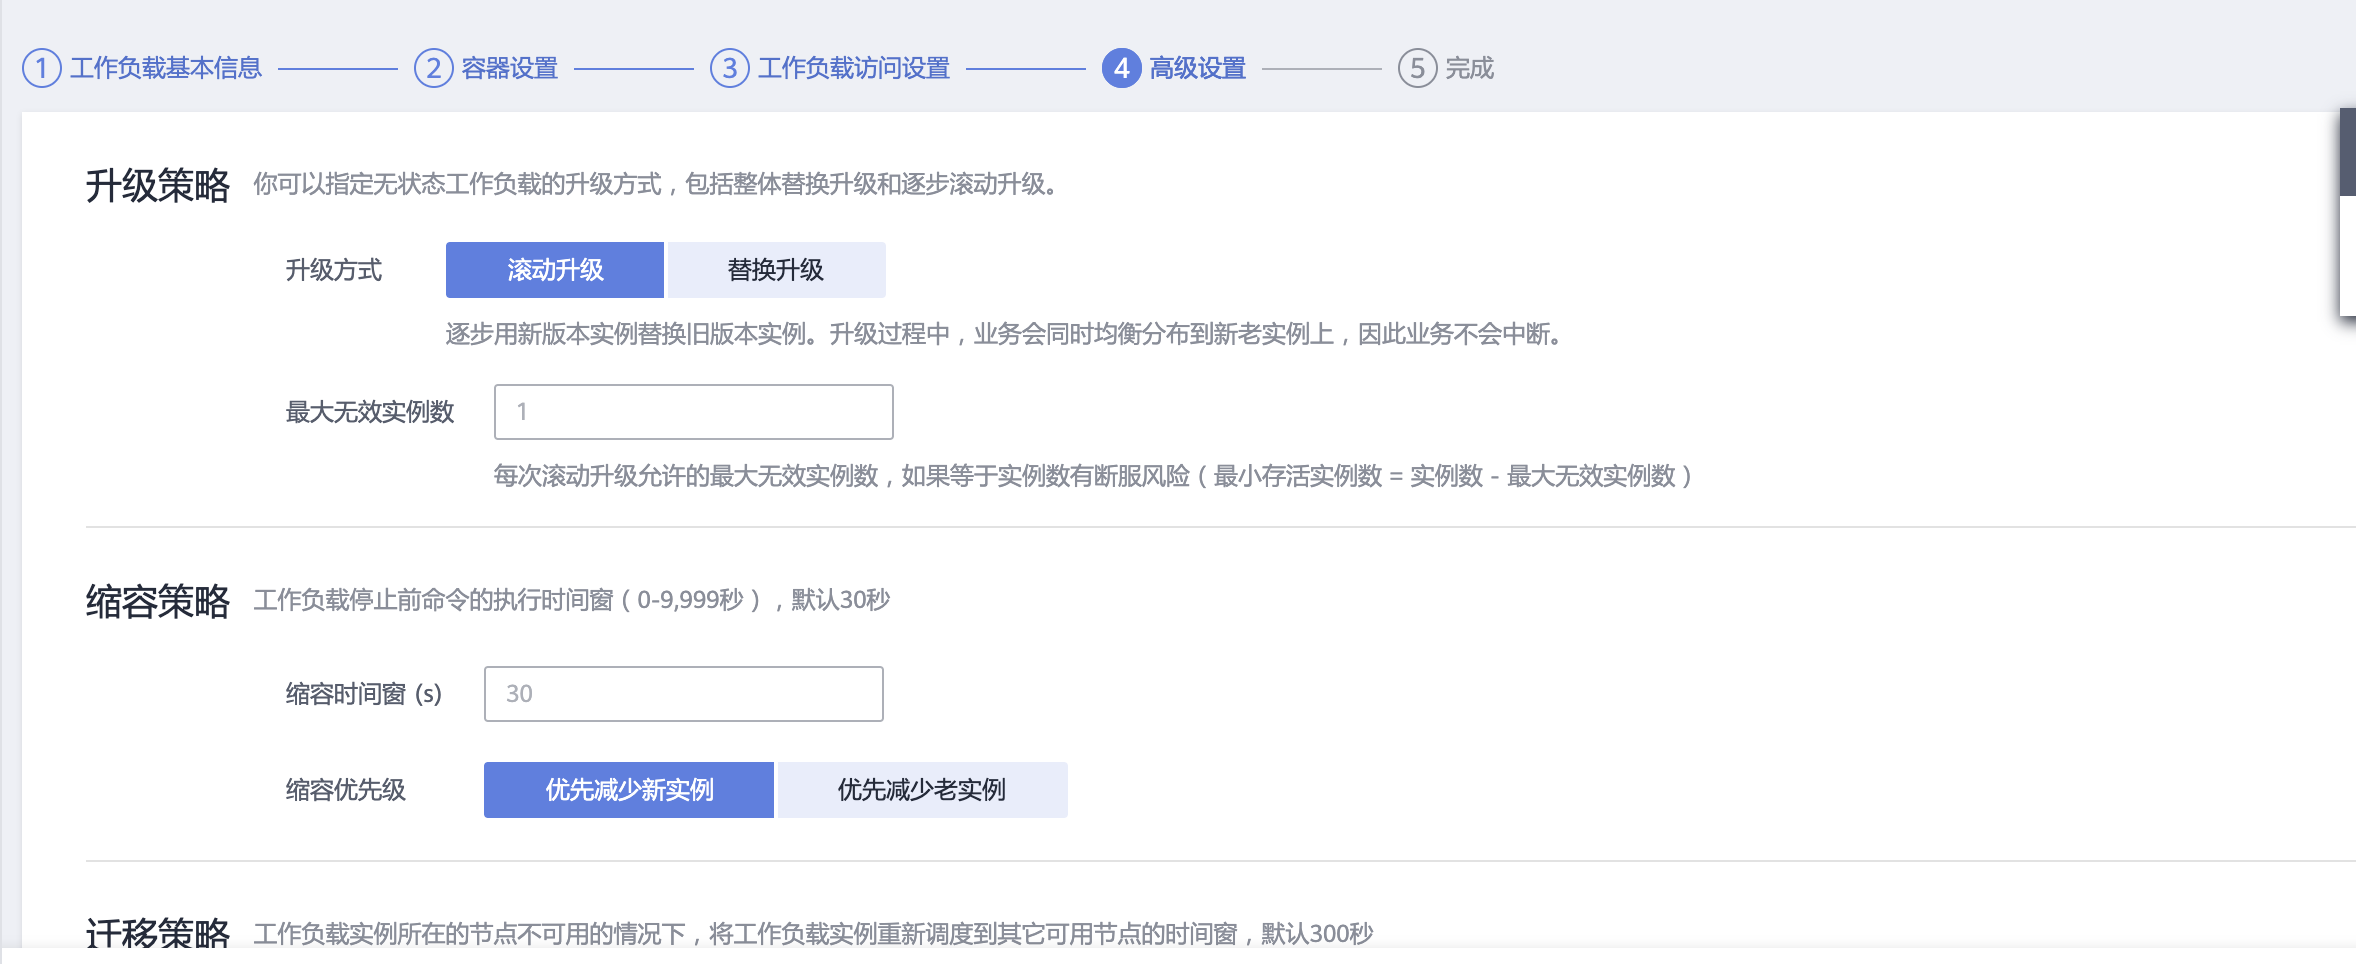 1 工作负载基本信息 2 容器设置 3 工作负载访问设置 4 高级设置 5 完成
升级策略 你可以指定无状态工作负载的升级方式，包括整体替换升级和逐步滚动升级。
升级方式 滚动升级 替换升级
逐步用新版本实例替换旧版本实例。升级过程中，业务会同时均衡分布到新老实例上，因此业务不会中断。
最大无效实例数 1
每次滚动升级允许的最大无效实例数，如果等于实例数有断服风险（最小存活实例数 = 实例数 - 最大无效实例数）
缩容策略 工作负载停止前命令的执行时间窗（0-9,999秒），默认30秒
缩容时间窗 (s) 30
缩容优先级 优先减少新实例 优先减少老实例
迁移策略 工作负载实例所在的节点不可用的情况下，将工作负载实例重新调度到其它可用节点的时间窗，默认300秒